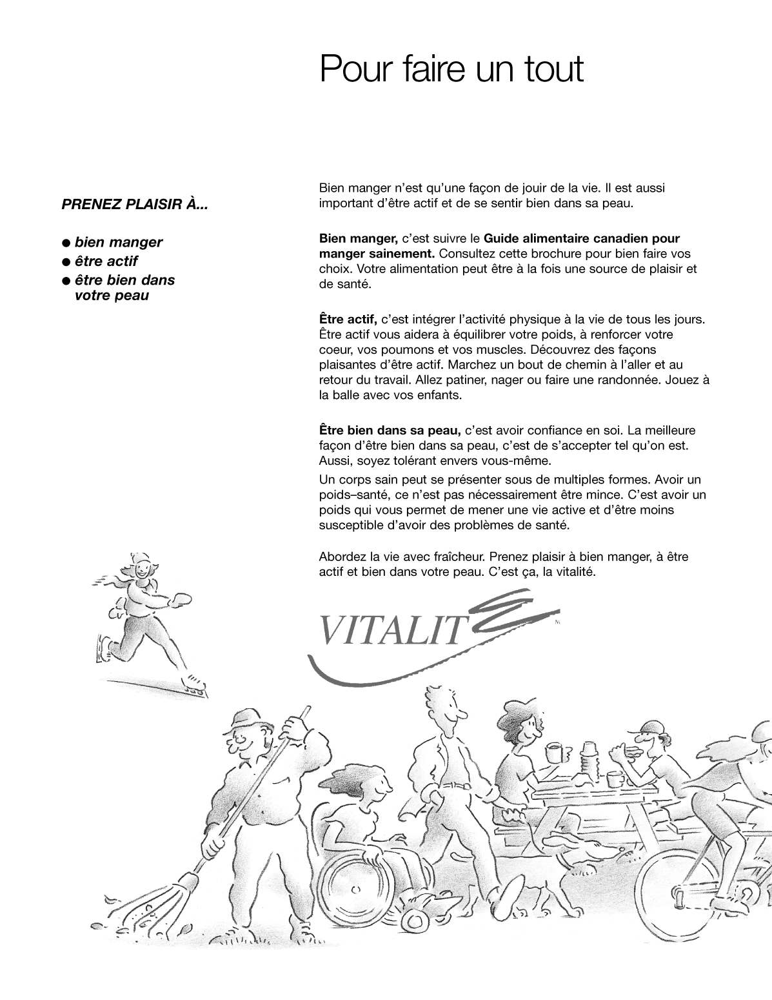 Pour faire un tout
PRENEZ PLAISIR À...
● bien manger
● être actif
● être bien dans
votre peau
Bien manger n’est qu’une façon de jouir de la vie. Il est aussi
important d’être actif et de se sentir bien dans sa peau.
Bien manger, c’est suivre le Guide alimentaire canadien pour
manger sainement. Consultez cette brochure pour bien faire vos
choix. Votre alimentation peut être à la fois une source de plaisir et
de santé.
Être actif, c’est intégrer l’activité physique à la vie de tous les jours.
Être actif vous aidera à équilibrer votre poids, à renforcer votre
coeur, vos poumons et vos muscles. Découvrez des façons
plaisantes d’être actif. Marchez un bout de chemin à l’aller et au
retour du travail. Allez patiner, nager ou faire une randonnée. Jouez à
la balle avec vos enfants.
Être bien dans sa peau, c’est avoir confiance en soi. La meilleure
façon d’être bien dans sa peau, c’est de s’accepter tel qu’on est.
Aussi, soyez tolérant envers vous-même.
Un corps sain peut se présenter sous de multiples formes. Avoir un
poids–santé, ce n’est pas nécessairement être mince. C’est avoir un
poids qui vous permet de mener une vie active et d’être moins
susceptible d’avoir des problèmes de santé.
Abordez la vie avec fraîcheur. Prenez plaisir à bien manger, à être
actif et bien dans votre peau. C’est ça, la vitalité.
VITALITÉ